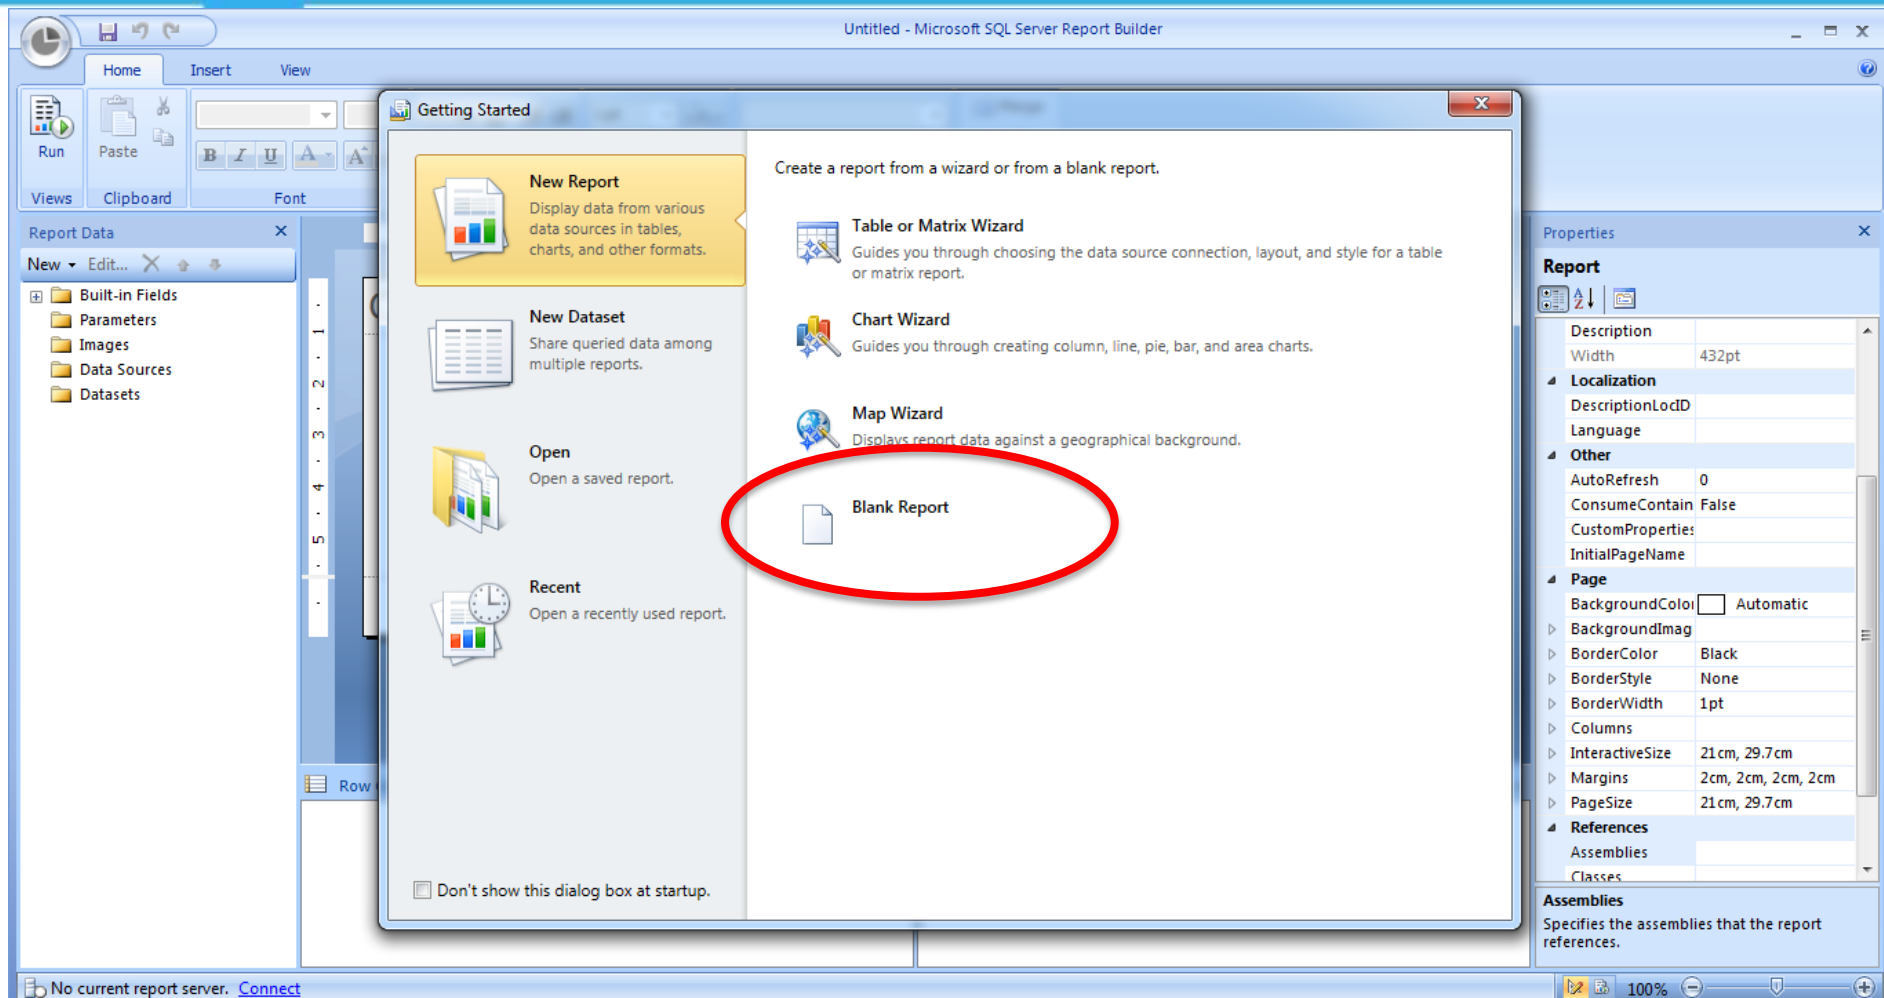 Untitled - Microsoft SQL Server Report Builder
Home Insert View
Run
Paste
B I U A A
Views Clipboard Font
Report Data
New Edit...
Built-in Fields
Parameters
Images
Data Sources
Datasets
1
2
3
4
5
Row
Getting Started
New Report
Display data from various
data sources in tables,
charts, and other formats.
New Dataset
Share queried data among
multiple reports.
Open
Open a saved report.
Recent
Open a recently used report.
Don't show this dialog box at startup.
Create a report from a wizard or from a blank report.
Table or Matrix Wizard
Guides you through choosing the data source connection, layout, and style for a table
or matrix report.
Chart Wizard
Guides you through creating column, line, pie, bar, and area charts.
Map Wizard
Displays report data against a geographical background.
Blank Report
Properties
Report
Description
Width 432pt
Localization
DescriptionLocID
Language
Other
AutoRefresh 0
ConsumeContain False
CustomProperties
InitialPageName
Page
BackgroundColor Automatic
BackgroundImag
BorderColor Black
BorderStyle None
BorderWidth 1pt
Columns
InteractiveSize 21cm, 29.7cm
Margins 2cm, 2cm, 2cm, 2cm
PageSize 21cm, 29.7cm
References
Assemblies
Classes
Assemblies
Specifies the assemblies that the report
references.
No current report server. Connect
100%